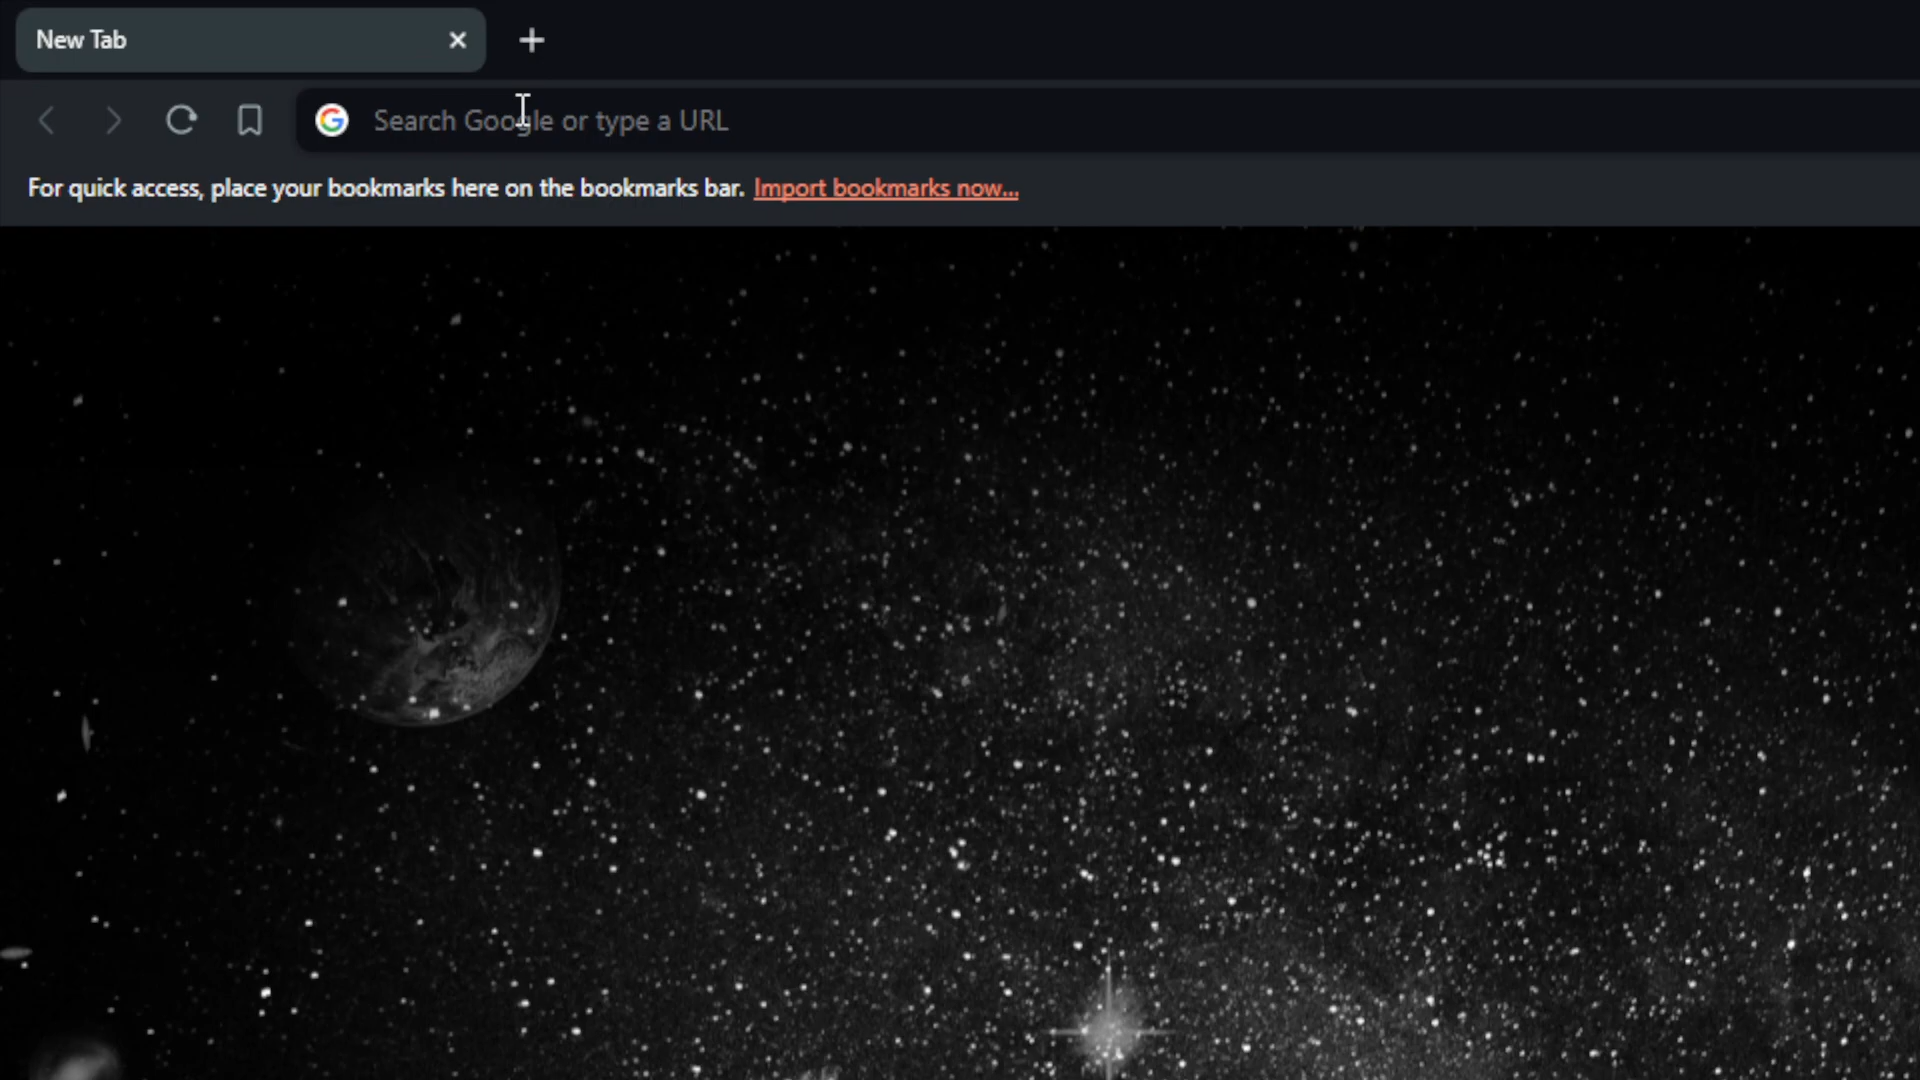 New Tab
Search Google or type a URL
For quick access, place your bookmarks here on the bookmarks bar. Import bookmarks now...